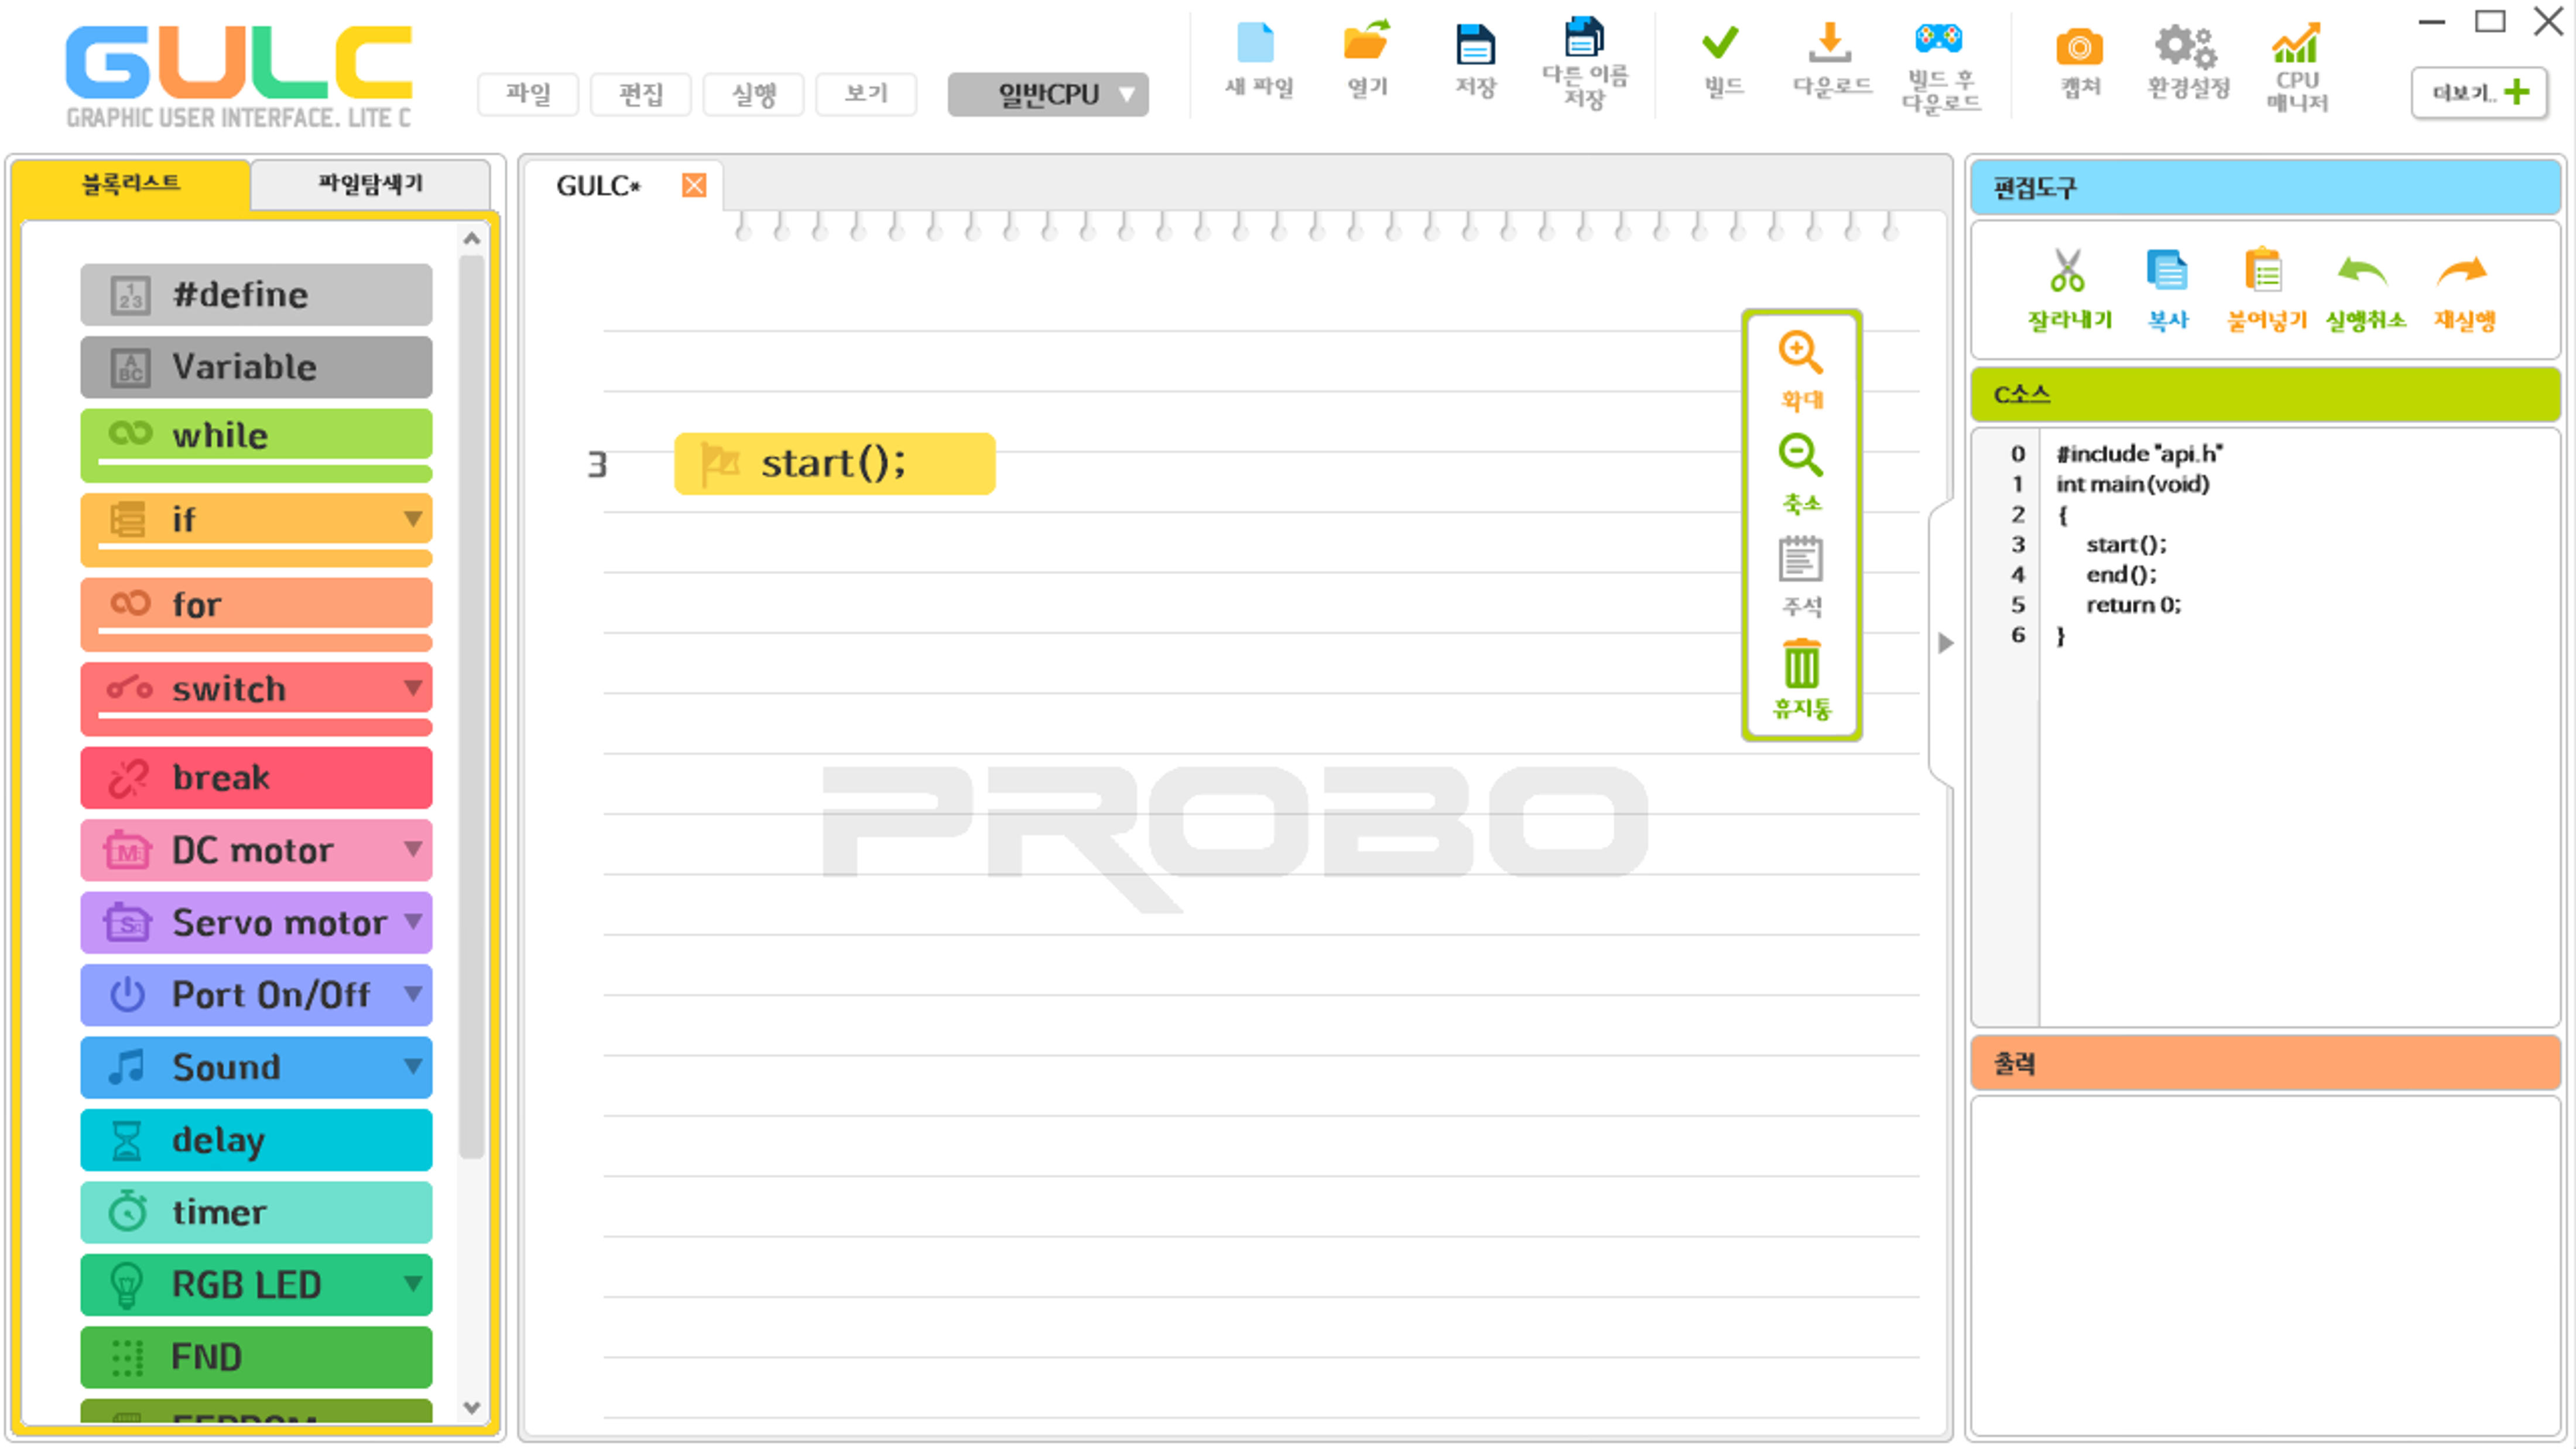 GULC
GRAPHIC USER INTERFACE. LITE C
파일
편집
실행
보기
일반CPU
새 파일
열기
저장
다른 이름
저장
빌드
다운로드
빌드 후
다운로드
캡쳐
환경설정
CPU
매니저
더보기..
블록리스트
파일탐색기
#define
Variable
while
if
for
switch
break
DC motor
Servo motor
Port On/Off
Sound
delay
timer
RGB LED
FND
GULC*
3
start();
확대
축소
주석
휴지통
PROBO
편집도구
잘라내기
복사
붙여넣기
실행취소
재실행
C소스
0 #include "api.h"
1 int main(void)
2 {
3 start();
4 end();
5 return 0;
6 }
출력